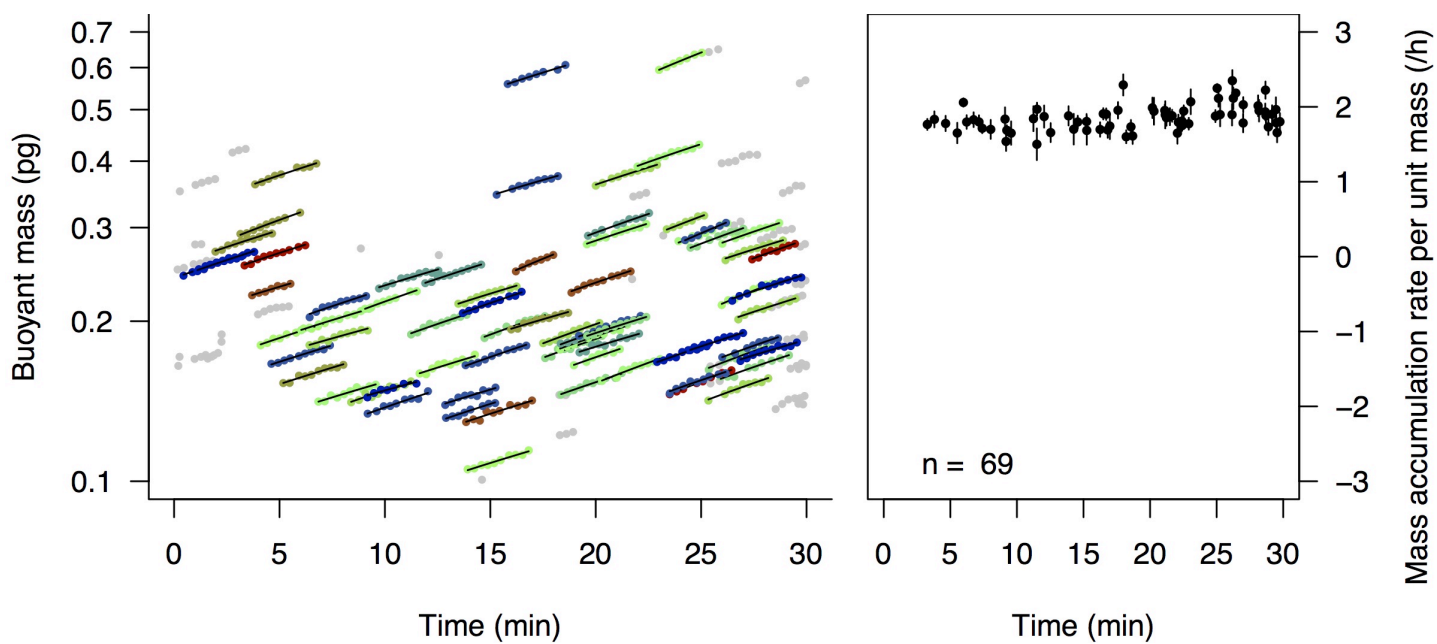 Buoyant mass (pg)
0.7
0.6
0.5
0.4
0.3
0.2
0.1
0 5 10 15 20 25 30
Time (min)
n = 69
0 5 10 15 20 25 30
Time (min)
3
2
1
0
−1
−2
−3
Mass accumulation rate per unit mass (/h)